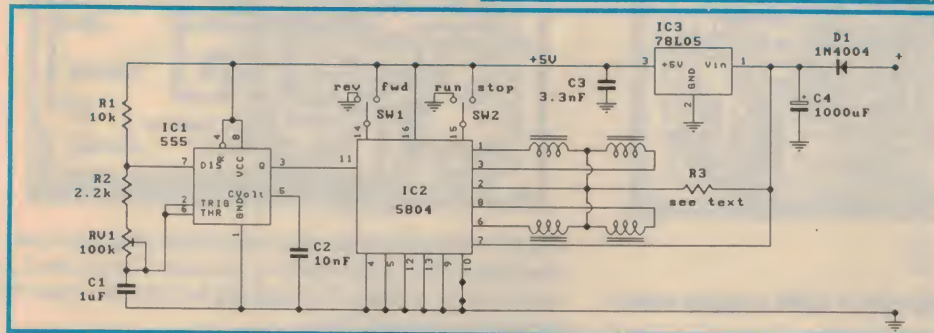 IC3
78L05
D1
1N4004
+5V
3
+5V
Vin
1
+
GND
2
C3
3.3nF
C4
1000uF
rev
fwd
run
stop
SW1
SW2
14
16
15
R1
10k
IC1
555
4
8
7
DIS
R
VCC
Q
3
11
R2
2.2k
CVolt
5
2
6
TRIG
THR
GND
1
IC2
5804
1
3
2
8
6
7
R3
see text
RV1
100k
C2
10nF
C1
1uF
4
5
12
13
9
10